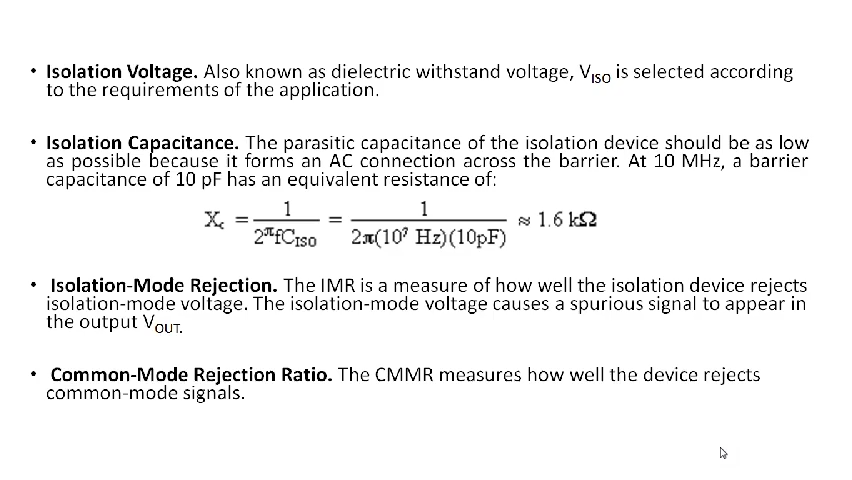 • Isolation Voltage. Also known as dielectric withstand voltage, VISO is selected according
to the requirements of the application.
• Isolation Capacitance. The parasitic capacitance of the isolation device should be as low
as possible because it forms an AC connection across the barrier. At 10 MHz, a barrier
capacitance of 10 pF has an equivalent resistance of:
Xc = 1 / 2πfCISO = 1 / 2π(10⁷ Hz)(10pF) ≈ 1.6 kΩ
• Isolation-Mode Rejection. The IMR is a measure of how well the isolation device rejects
isolation-mode voltage. The isolation-mode voltage causes a spurious signal to appear in
the output VOUT.
• Common-Mode Rejection Ratio. The CMMR measures how well the device rejects
common-mode signals.